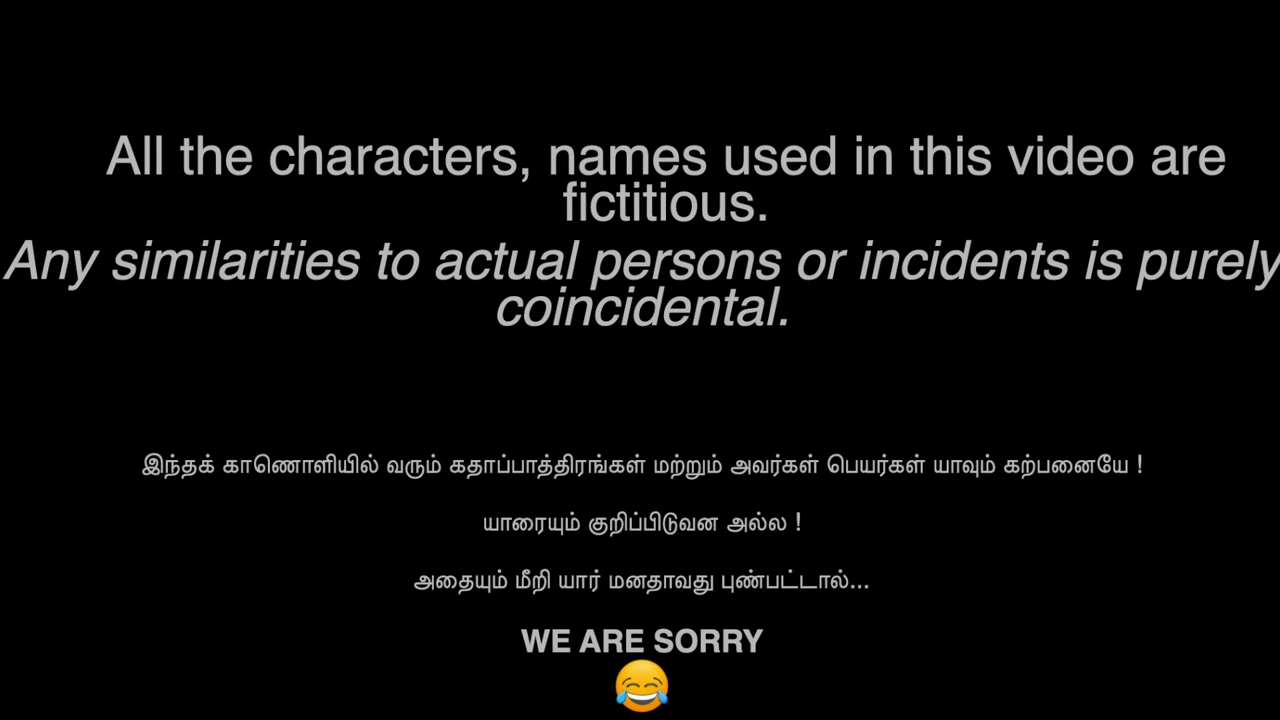 All the characters, names used in this video are
fictitious.
Any similarities to actual persons or incidents is purely
coincidental.
இந்தக் காணொளியில் வரும் கதாப்பாத்திரங்கள் மற்றும் அவர்கள் பெயர்கள் யாவும் கற்பனையே !
யாரையும் குறிப்பிடுவன அல்ல !
அதையும் மீறி யார் மனதாவது புண்பட்டால்...
WE ARE SORRY
😂